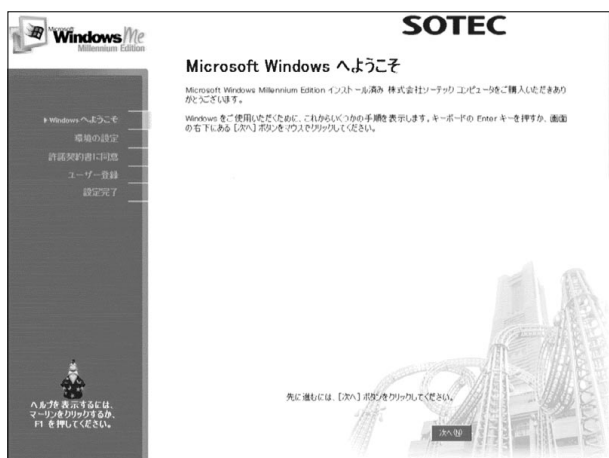 Microsoft
Windows Me
Millennium Edition
SOTEC
Microsoft Windows へようこそ
Microsoft Windows Millennium Edition インストール済み 株式会社ソーテック コンピュータをご購入いただきあり
がとうございます。
Windows をご使用いただくために、これからいくつかの手順を表示します。キーボードの Enter キーを押すか、画面
の右下にある [次へ] ボタンをマウスでクリックしてください。
Windows へようこそ
環境の設定
許諾契約書に同意
ユーザー登録
設定完了
ヘルプを表示するには、
マーリンをクリックするか、
F1 を押してください。
先に進むには、[次へ] ボタンをクリックしてください。
次へ(N)